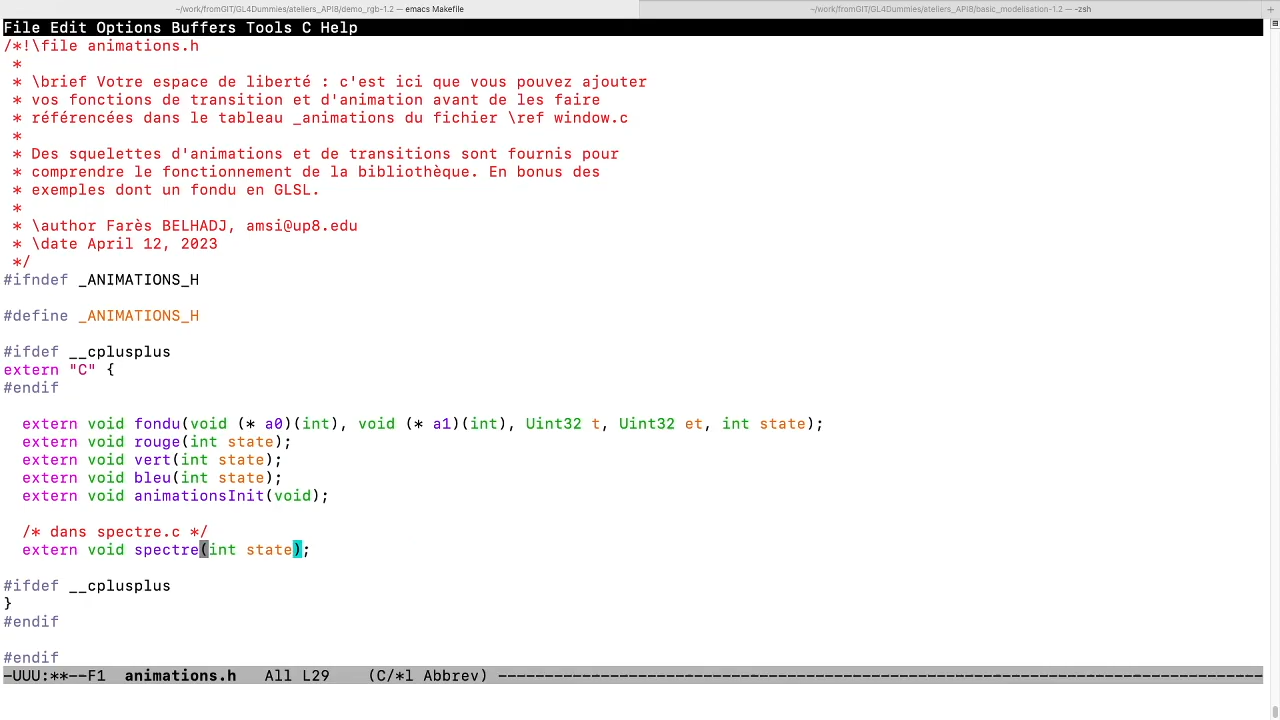 ~/work/fromGIT/GL4Dummies/ateliers_API8/demo_rgb-1.2 — emacs Makefile
~/work/fromGIT/GL4Dummies/ateliers_API8/basic_modelisation-1.2 — -zsh
+
File Edit Options Buffers Tools C Help
/*!\file animations.h
 *
 * \brief Votre espace de liberté : c'est ici que vous pouvez ajouter
 * vos fonctions de transition et d'animation avant de les faire
 * référencées dans le tableau _animations du fichier \ref window.c
 *
 * Des squelettes d'animations et de transitions sont fournis pour
 * comprendre le fonctionnement de la bibliothèque. En bonus des
 * exemples dont un fondu en GLSL.
 *
 * \author Farès BELHADJ, amsi@up8.edu
 * \date April 12, 2023
 */
#ifndef _ANIMATIONS_H
#define _ANIMATIONS_H
#ifdef __cplusplus
extern "C" {
#endif
  extern void fondu(void (* a0)(int), void (* a1)(int), Uint32 t, Uint32 et, int state);
  extern void rouge(int state);
  extern void vert(int state);
  extern void bleu(int state);
  extern void animationsInit(void);
  /* dans spectre.c */
  extern void spectre(int state);
#ifdef __cplusplus
}
#endif
#endif
-UUU:**--F1  animations.h   All L29    (C/*l Abbrev) ----------------------------------------------------------------------------------